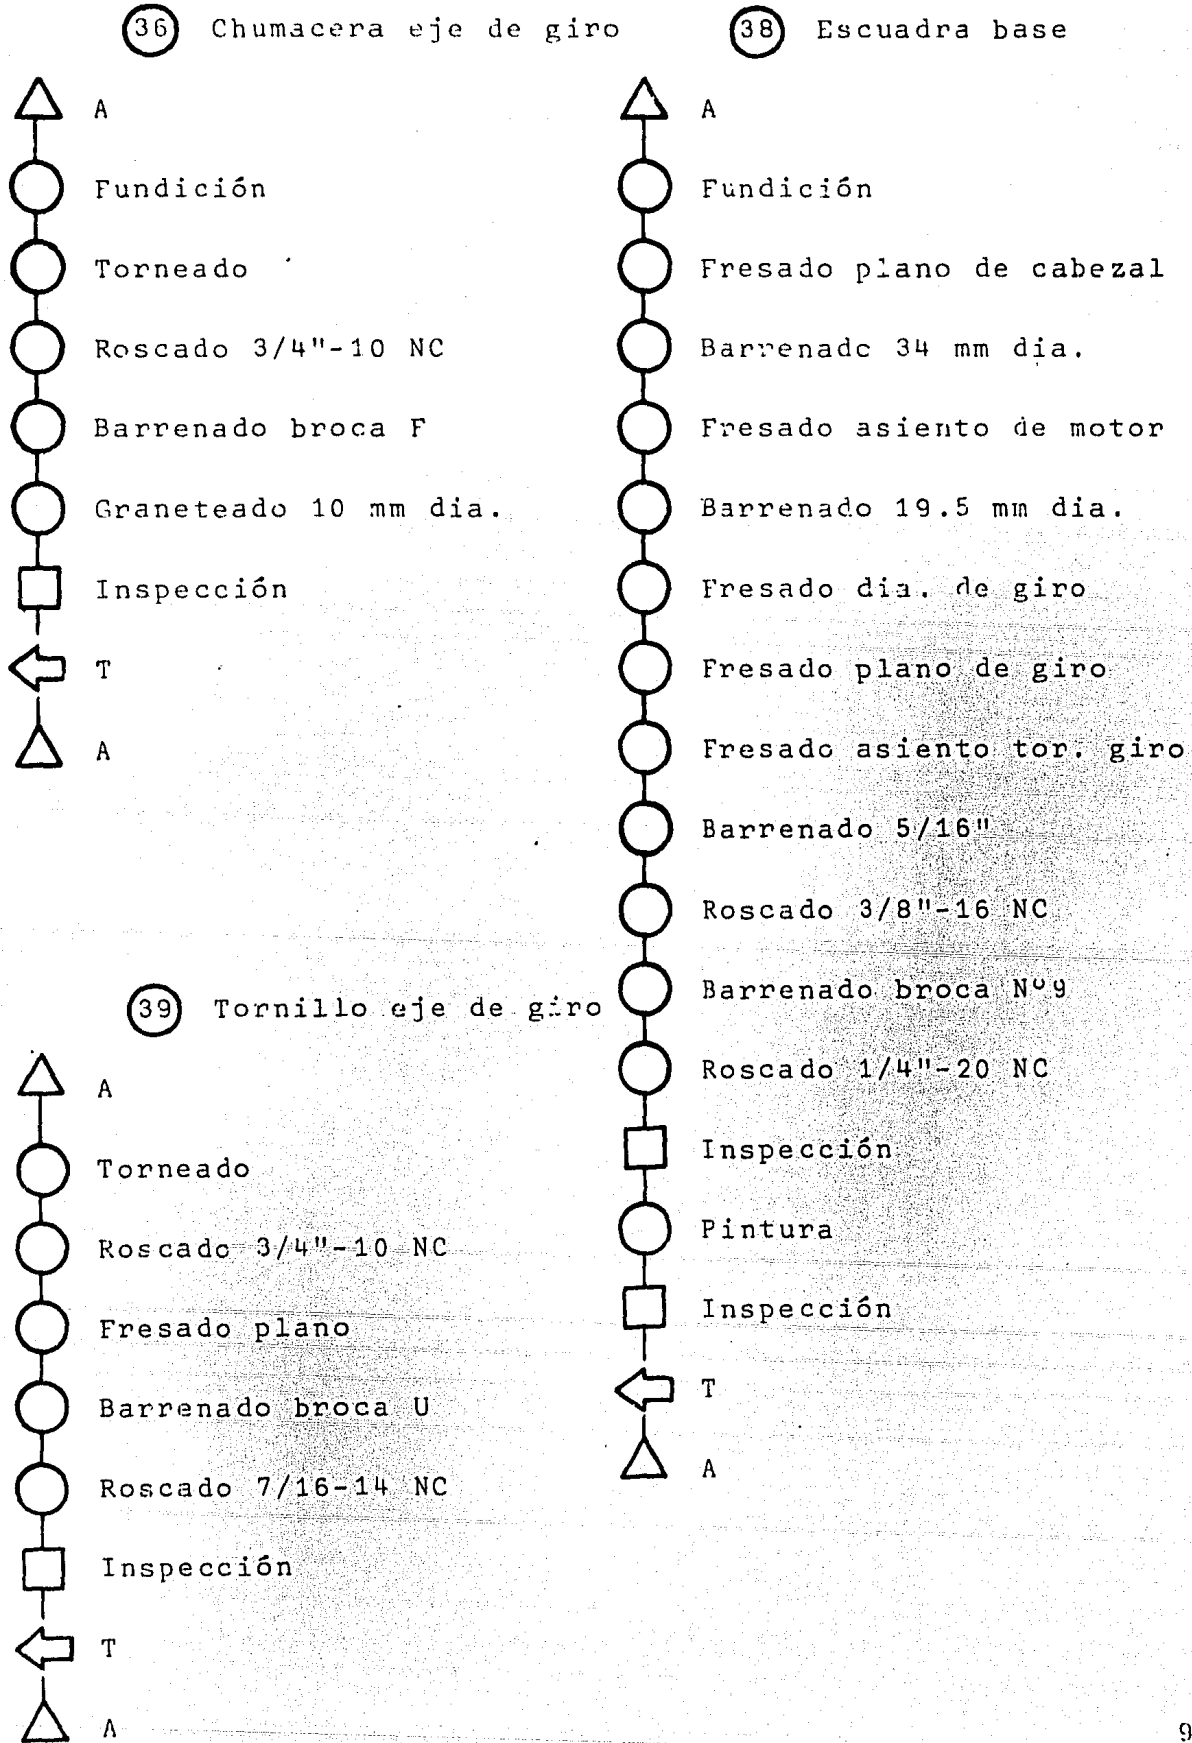 36 Chumacera eje de giro
A
Fundición
Torneado
Roscado 3/4"-10 NC
Barrenado broca F
Graneteado 10 mm dia.
Inspección
T
A
38 Escuadra base
A
Fundición
Fresado plano de cabezal
Barrenado 34 mm dia.
Fresado asiento de motor
Barrenado 19.5 mm dia.
Fresado dia. de giro
Fresado plano de giro
Fresado asiento tor. giro
Barrenado 5/16"
Roscado 3/8"-16 NC
Barrenado broca Nº9
Roscado 1/4"-20 NC
Inspección
Pintura
Inspección
T
A
39 Tornillo eje de giro
A
Torneado
Roscado 3/4"-10 NC
Fresado plano
Barrenado broca U
Roscado 7/16-14 NC
Inspección
T
A
9